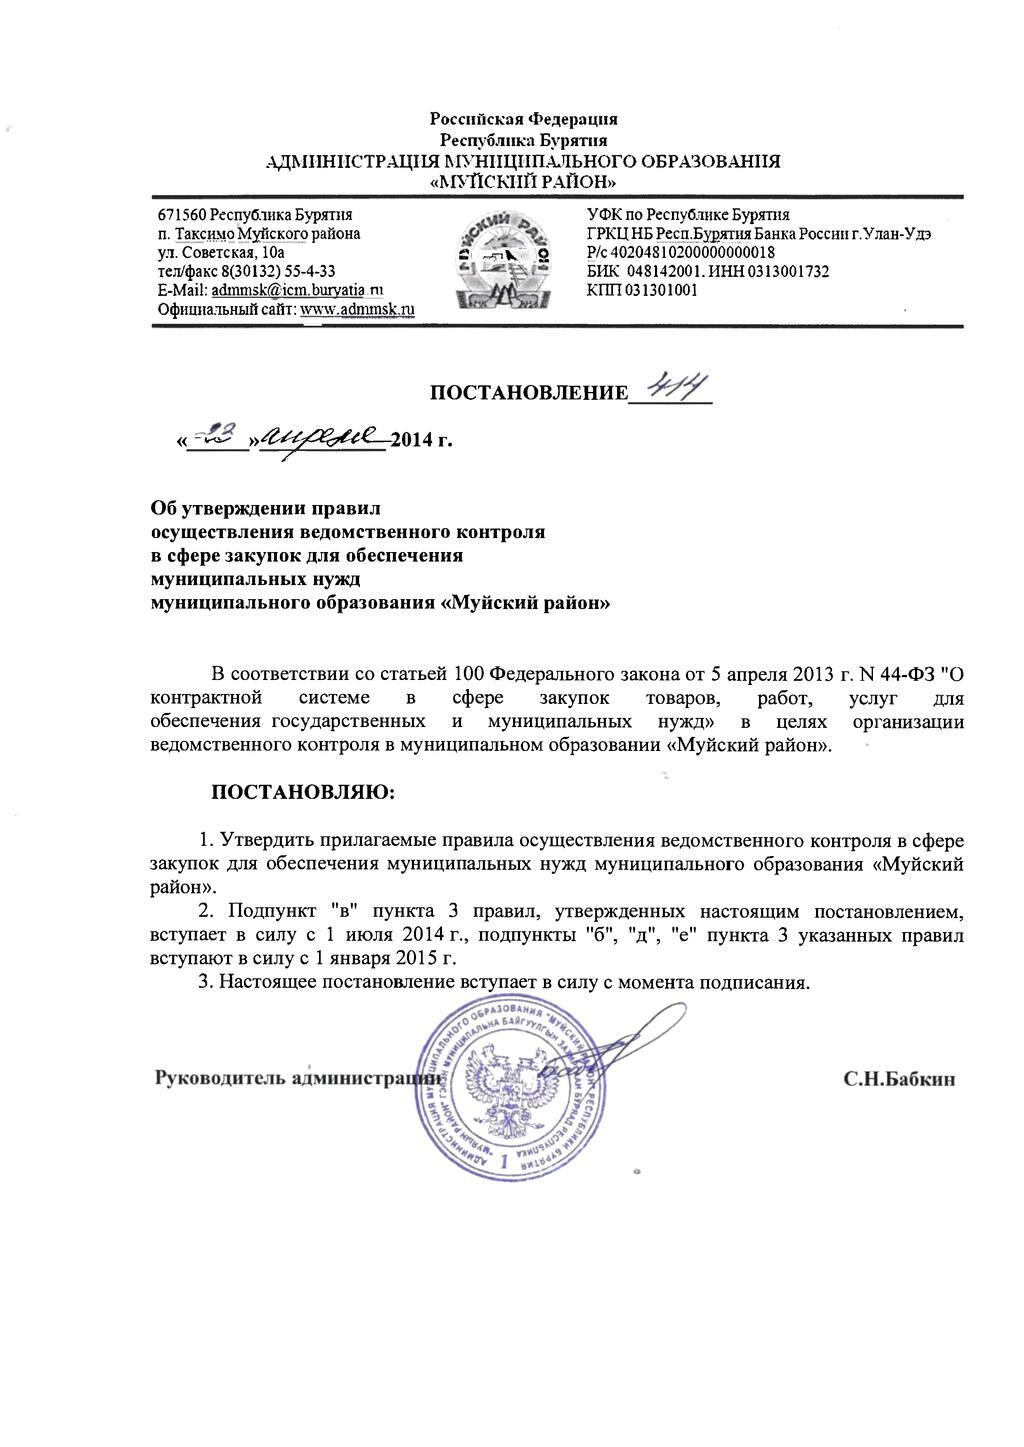 Российская Федерация
Республика Бурятия
АДМИНИСТРАЦИЯ МУНИЦИПАЛЬНОГО ОБРАЗОВАНИЯ
«МУЙСКИЙ РАЙОН»
671560 Республика Бурятия
п. Таксимо Муйского района
ул. Советская, 10а
тел/факс 8(30132) 55-4-33
E-Mail: admmsk@icm.buryatia.ru
Официальный сайт: www.admmsk.ru
МУЙСКИЙ РАЙОН
УФК по Республике Бурятия
ГРКЦ НБ Респ.Бурятия Банка России г.Улан-Удэ
Р/с 40204810200000000018
БИК 048142001. ИНН 0313001732
КПП 031301001
ПОСТАНОВЛЕНИЕ 414
« 23 » апреля 2014 г.
Об утверждении правил
осуществления ведомственного контроля
в сфере закупок для обеспечения
муниципальных нужд
муниципального образования «Муйский район»
В соответствии со статьей 100 Федерального закона от 5 апреля 2013 г. N 44-ФЗ "О
контрактной системе в сфере закупок товаров, работ, услуг для
обеспечения государственных и муниципальных нужд» в целях организации
ведомственного контроля в муниципальном образовании «Муйский район».
ПОСТАНОВЛЯЮ:
1. Утвердить прилагаемые правила осуществления ведомственного контроля в сфере
закупок для обеспечения муниципальных нужд муниципального образования «Муйский
район».
2. Подпункт "в" пункта 3 правил, утвержденных настоящим постановлением,
вступает в силу с 1 июля 2014 г., подпункты "б", "д", "е" пункта 3 указанных правил
вступают в силу с 1 января 2015 г.
3. Настоящее постановление вступает в силу с момента подписания.
Руководитель администрации
С.Н.Бабкин
АДМИНИСТРАЦИЯ МУНИЦИПАЛЬНОГО ОБРАЗОВАНИЯ "МУЙСКИЙ РАЙОН" РЕСПУБЛИКИ БУРЯТИЯ
1